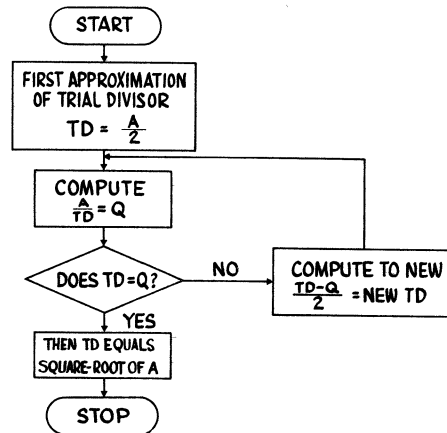 START
FIRST APPROXIMATION
OF TRIAL DIVISOR
TD = A/2
COMPUTE
A/TD = Q
DOES TD=Q?
NO
COMPUTE TO NEW
TD-Q/2 = NEW TD
YES
THEN TD EQUALS
SQUARE-ROOT OF A
STOP